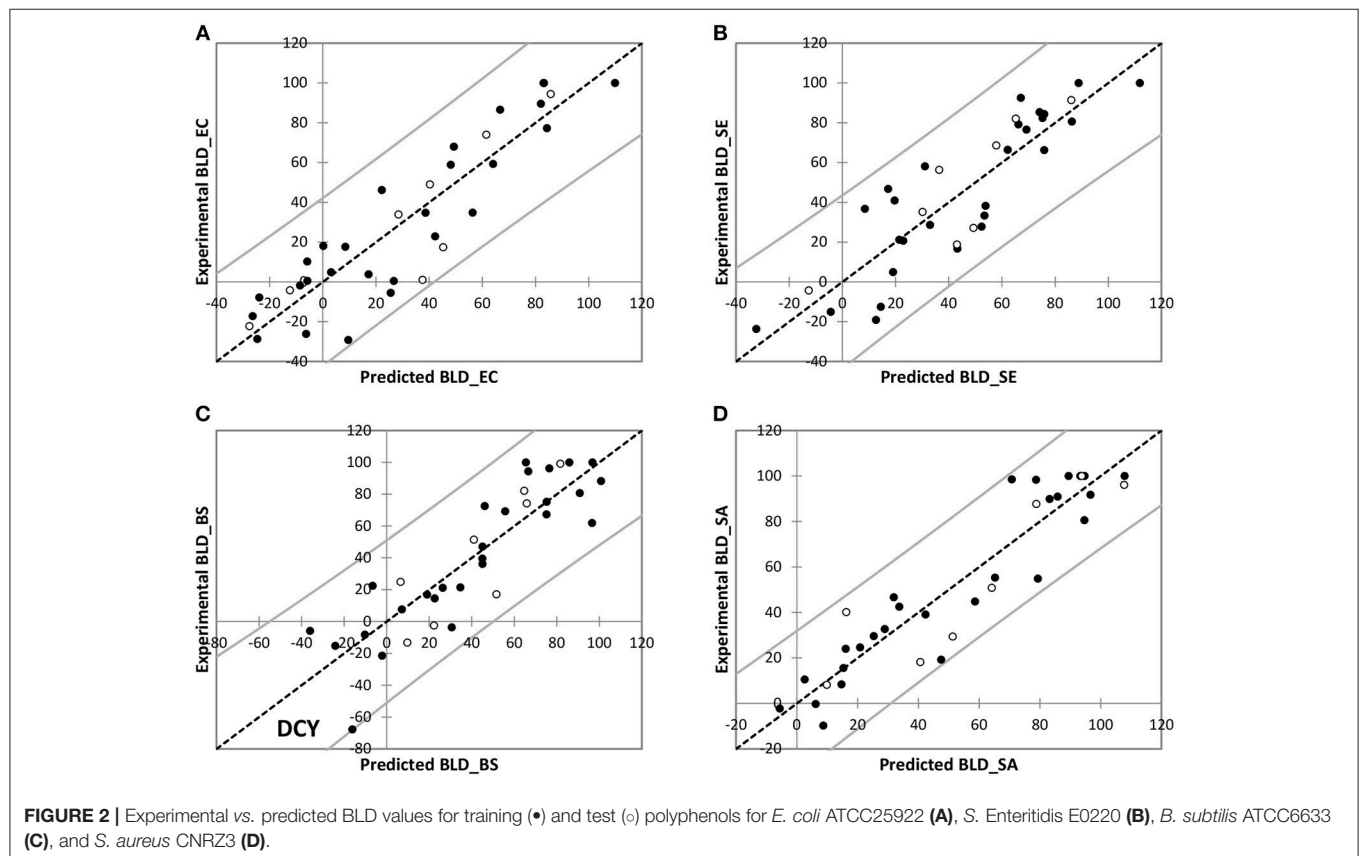 A
120
100
80
60
40
20
0
-20
-40
-40 -20 0 20 40 60 80 100 120
Experimental BLD_EC
Predicted BLD_EC
B
120
100
80
60
40
20
0
-20
-40
-40 -20 0 20 40 60 80 100 120
Experimental BLD_SE
Predicted BLD_SE
C
120
100
80
60
40
20
0
-20
-40
-60
-80
-80 -60 -40 -20 0 20 40 60 80 100 120
Experimental BLD_BS
DCY
Predicted BLD_BS
D
120
100
80
60
40
20
0
-20
-20 0 20 40 60 80 100 120
Experimental BLD_SA
Predicted BLD_SA
FIGURE 2 | Experimental vs. predicted BLD values for training (•) and test (○) polyphenols for E. coli ATCC25922 (A), S. Enteritidis E0220 (B), B. subtilis ATCC6633
(C), and S. aureus CNRZ3 (D).